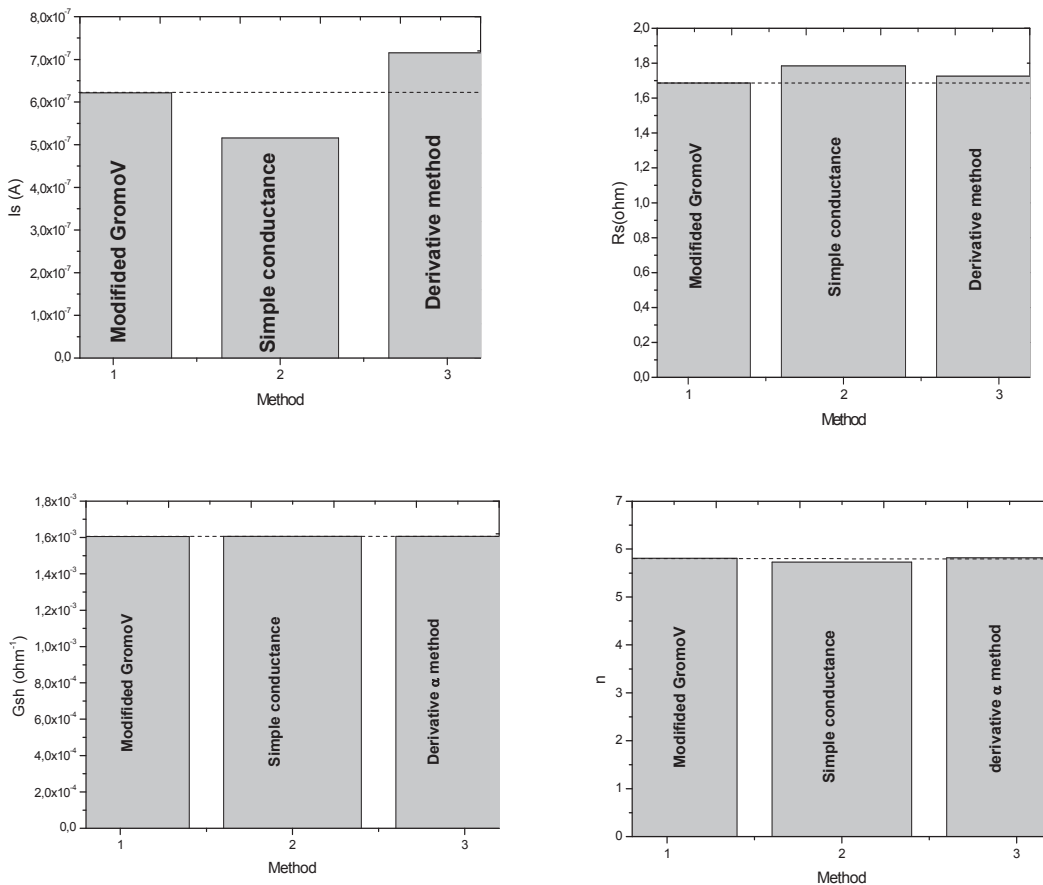 8,0x10⁻⁷
7,0x10⁻⁷
6,0x10⁻⁷
5,0x10⁻⁷
4,0x10⁻⁷
3,0x10⁻⁷
2,0x10⁻⁷
1,0x10⁻⁷
0,0
Is (A)
Modifided GromoV
Simple conductance
Derivative method
1 2 3
Method
2,0
1,8
1,6
1,4
1,2
1,0
0,8
0,6
0,4
0,2
0,0
Rs(ohm)
Modifided GromoV
Simple conductance
Derivative method
1 2 3
Method
1,8x10⁻³
1,6x10⁻³
1,4x10⁻³
1,2x10⁻³
1,0x10⁻³
8,0x10⁻⁴
6,0x10⁻⁴
4,0x10⁻⁴
2,0x10⁻⁴
0,0
Gsh (ohm⁻¹)
Modifided GromoV
Simple conductance
Derivative α method
1 2 3
Method
7
6
5
4
3
2
1
0
n
Modifided GromoV
Simple conductance
derivative α method
1 2 3
Method